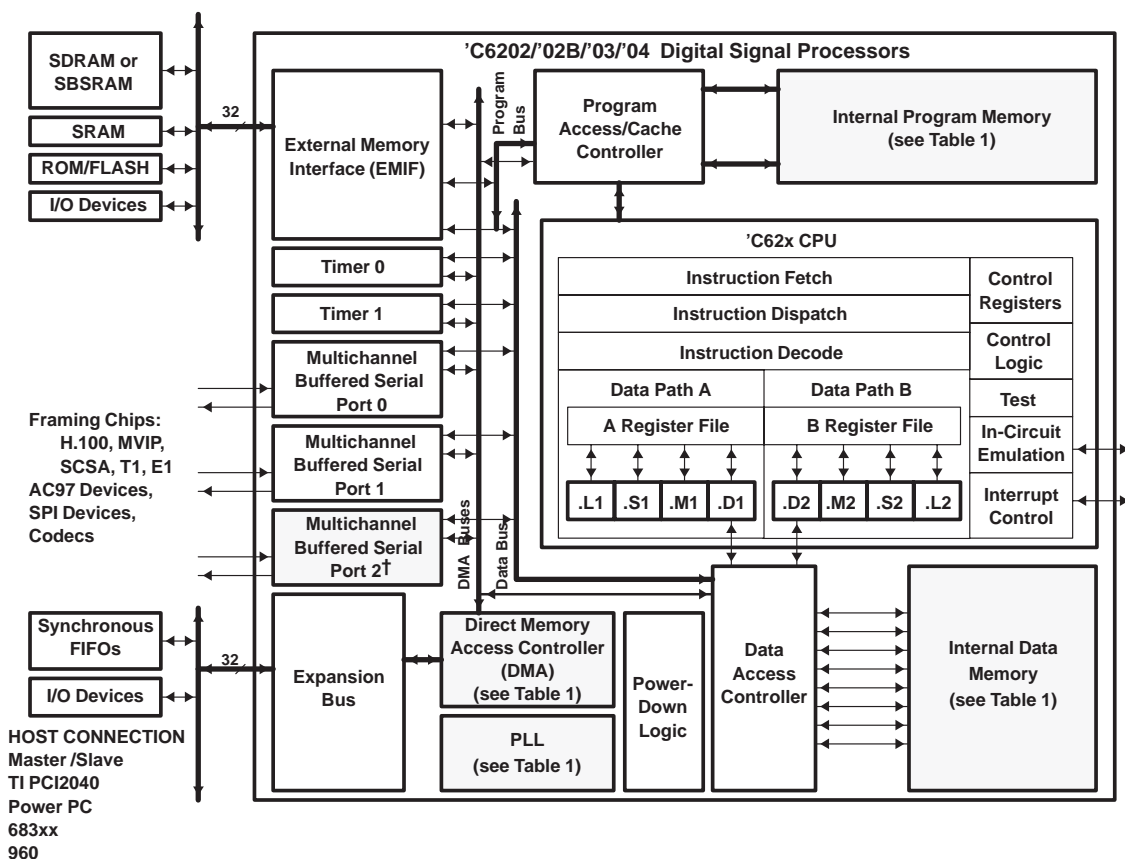 'C6202/'02B/'03/'04 Digital Signal Processors
SDRAM or
SBSRAM
SRAM
ROM/FLASH
I/O Devices
32
External Memory
Interface (EMIF)
Program
Bus
Program
Access/Cache
Controller
Internal Program Memory
(see Table 1)
Timer 0
Timer 1
Multichannel
Buffered Serial
Port 0
Multichannel
Buffered Serial
Port 1
Multichannel
Buffered Serial
Port 2†
Framing Chips:
H.100, MVIP,
SCSA, T1, E1
AC97 Devices,
SPI Devices,
Codecs
DMA Buses
Data Bus
'C62x CPU
Instruction Fetch
Instruction Dispatch
Instruction Decode
Control
Registers
Control
Logic
Test
In-Circuit
Emulation
Interrupt
Control
Data Path A
Data Path B
A Register File
B Register File
.L1 .S1 .M1 .D1
.D2 .M2 .S2 .L2
Synchronous
FIFOs
I/O Devices
32
HOST CONNECTION
Master /Slave
TI PCI2040
Power PC
683xx
960
Expansion
Bus
Direct Memory
Access Controller
(DMA)
(see Table 1)
PLL
(see Table 1)
Power-
Down
Logic
Data
Access
Controller
Internal Data
Memory
(see Table 1)